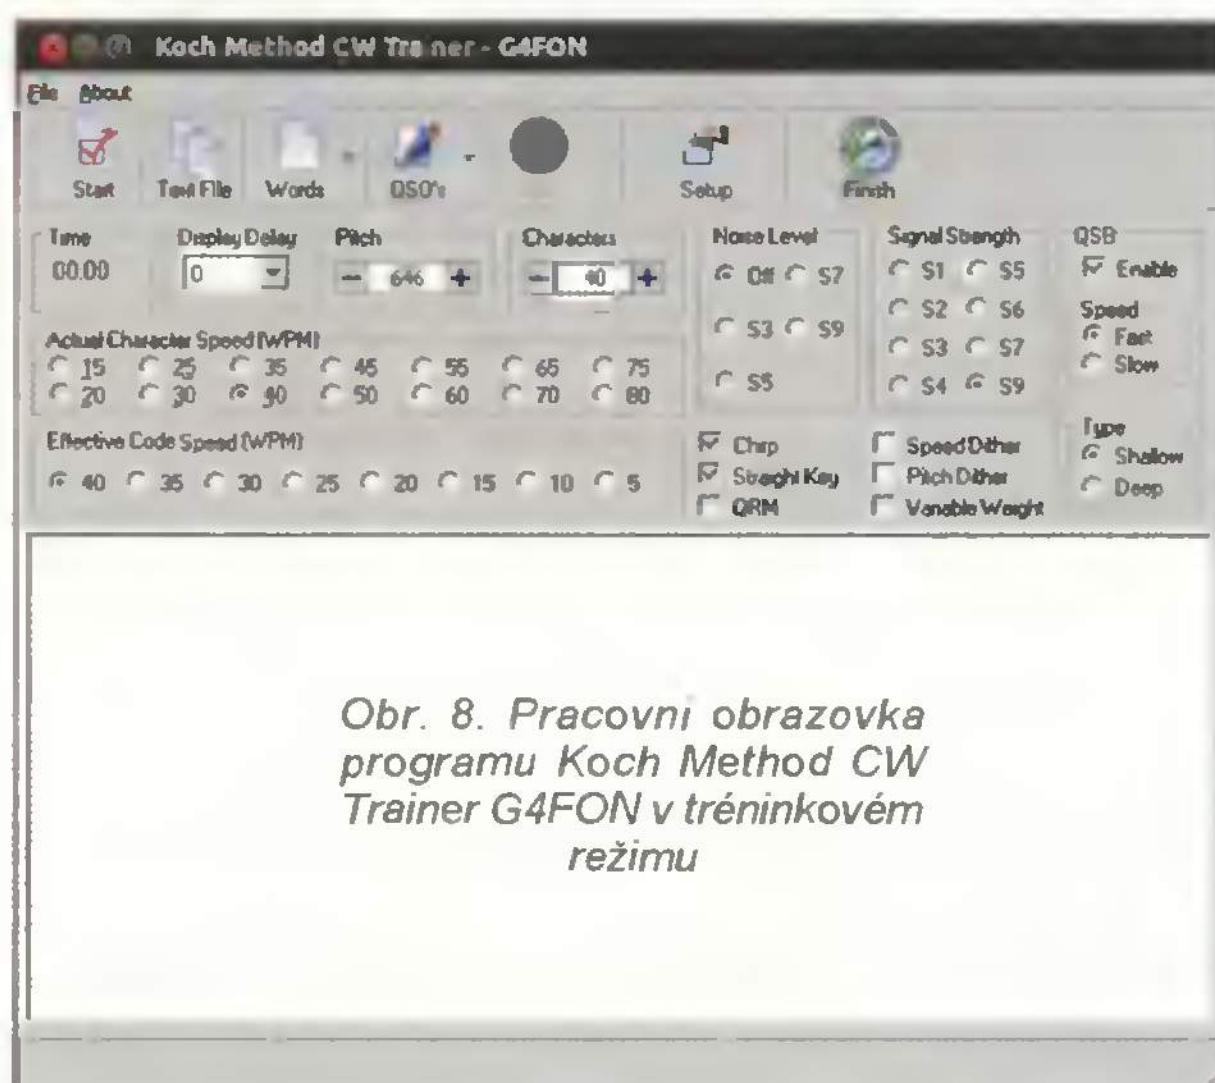 Koch Method CW Trainer - G4FON
File About
Start Text File Words QSO's Setup Finish
Time Display Delay Pitch Characters Noise Level Signal Strength QSB
00.00 0 646 40 Off S7 S1 S5 Enable
S3 S9 S2 S6 Speed
Actual Character Speed (WPM) Fast
15 25 35 45 55 65 75 S3 S7 Slow
20 30 40 50 60 70 80 S5 S4 S9
Effective Code Speed (WPM) Chirp Speed Dither Type
40 35 30 25 20 15 10 5 Straight Key Pitch Dither Shallow
QRM Variable Weight Deep
Obr. 8. Pracovní obrazovka
programu Koch Method CW
Trainer G4FON v tréninkovém
režimu